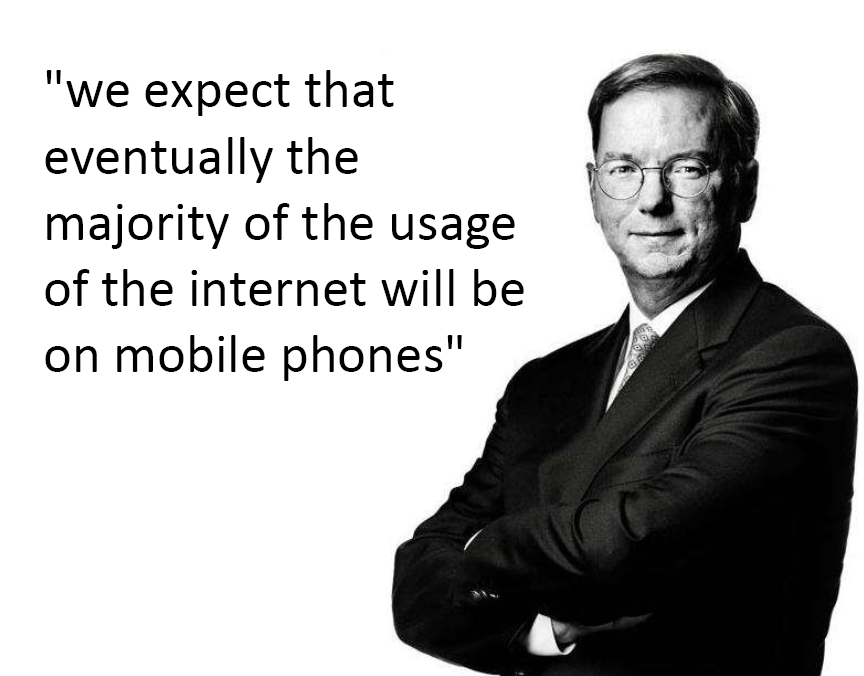 "we expect that
eventually the
majority of the usage
of the internet will be
on mobile phones"